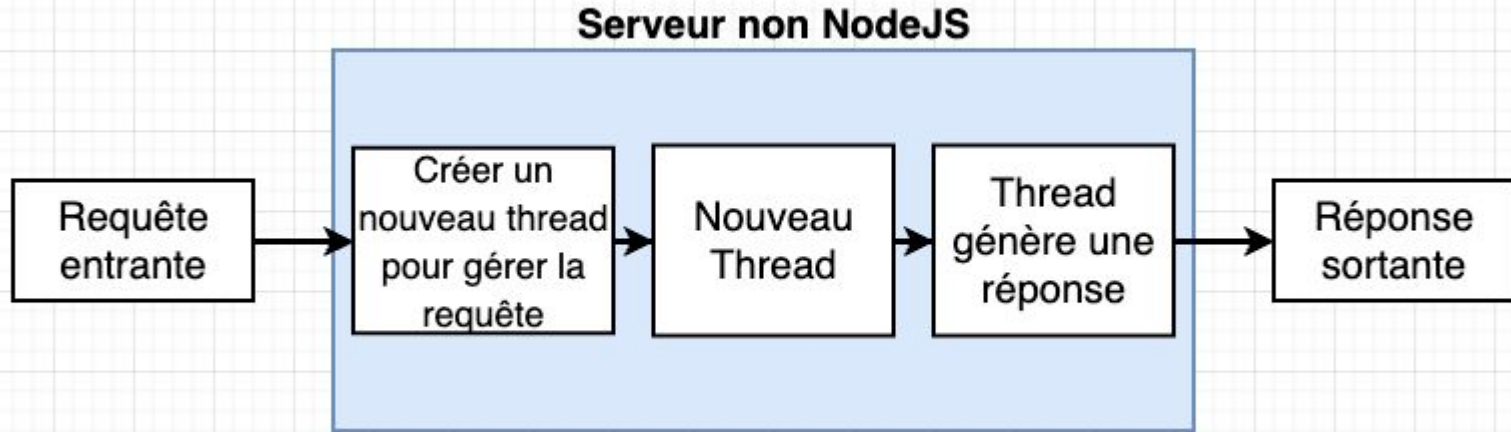 Serveur non NodeJS
Requête
entrante
Créer un
nouveau thread
pour gérer la
requête
Nouveau
Thread
Thread
génère une
réponse
Réponse
sortante